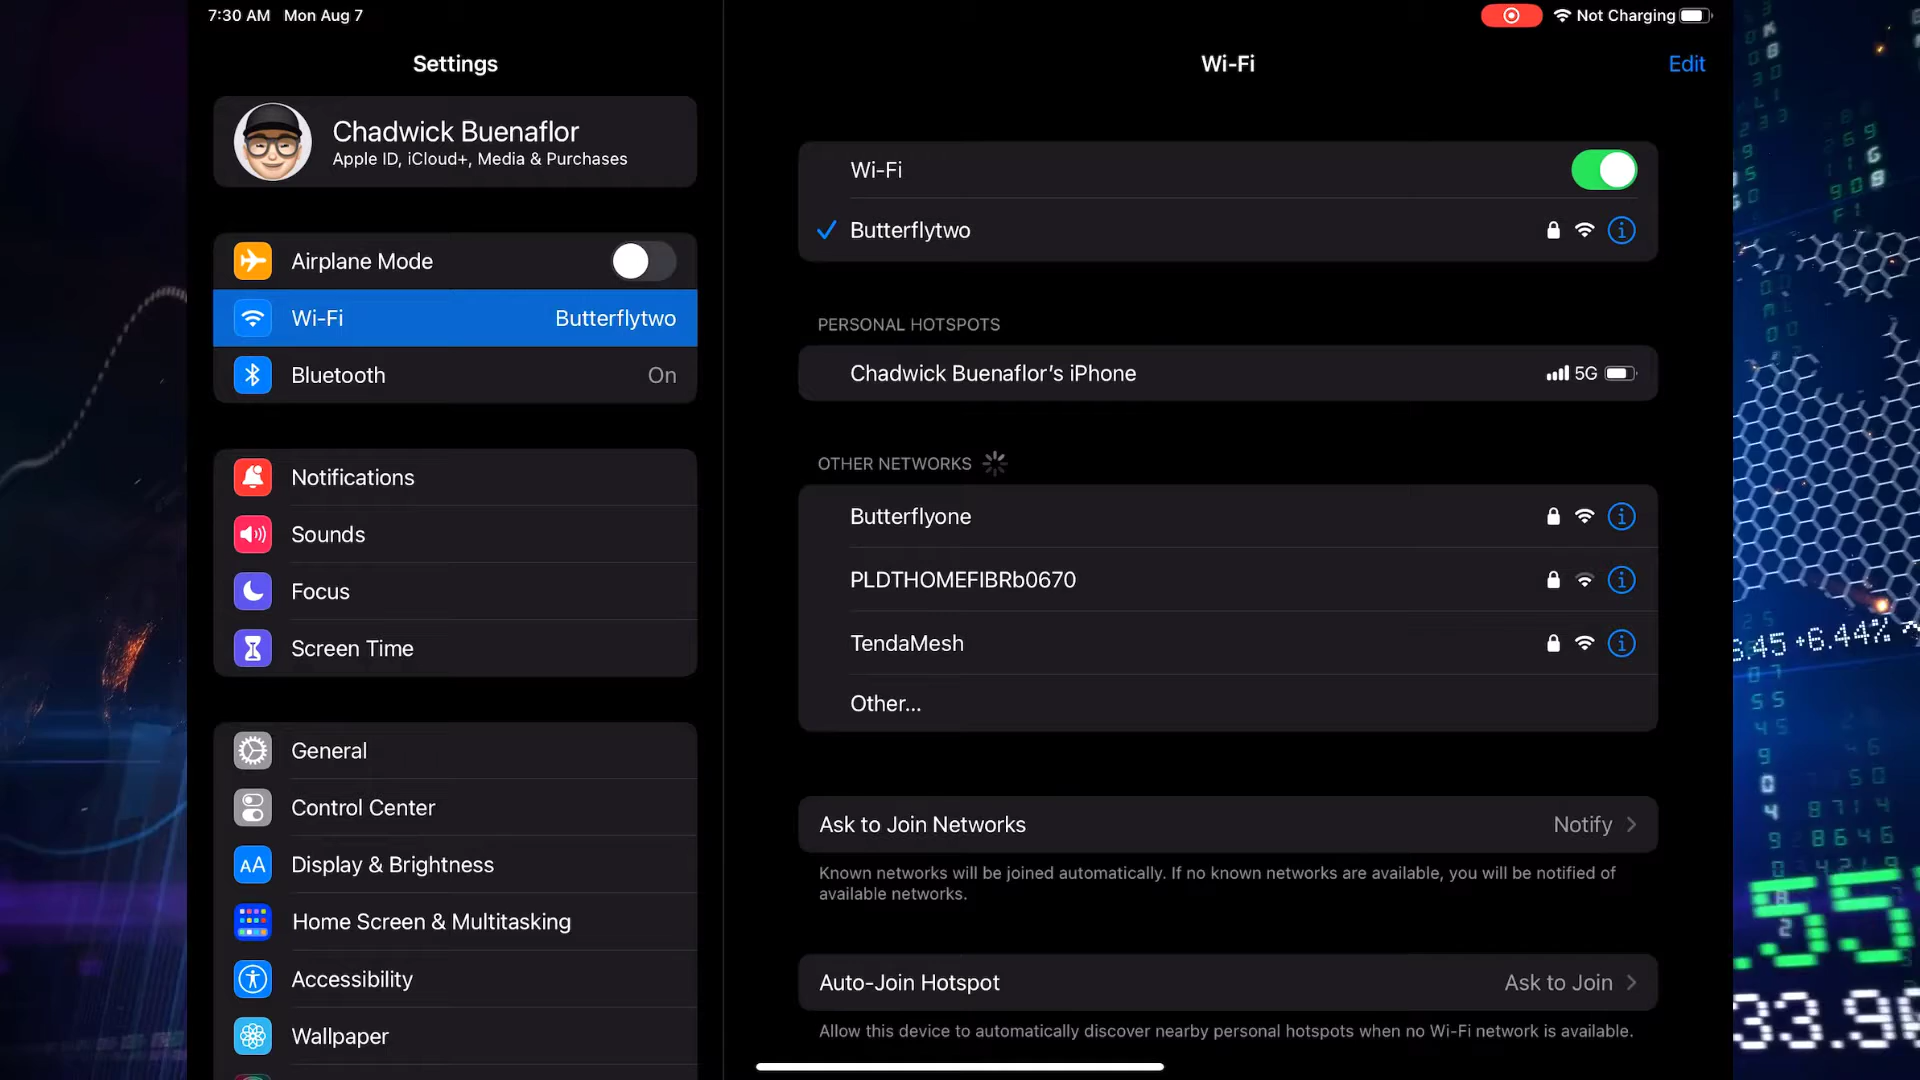 7:30 AM Mon Aug 7
Not Charging
Settings
Wi-Fi
Edit
Chadwick Buenaflor
Apple ID, iCloud+, Media & Purchases
Airplane Mode
Wi-Fi Butterflytwo
Bluetooth On
Notifications
Sounds
Focus
Screen Time
General
Control Center
AA Display & Brightness
Home Screen & Multitasking
Accessibility
Wallpaper
Wi-Fi
Butterflytwo
PERSONAL HOTSPOTS
Chadwick Buenaflor’s iPhone 5G
OTHER NETWORKS
Butterflyone
PLDTHOMEFIBRb0670
TendaMesh
Other...
Ask to Join Networks Notify
Known networks will be joined automatically. If no known networks are available, you will be notified of
available networks.
Auto-Join Hotspot Ask to Join
Allow this device to automatically discover nearby personal hotspots when no Wi-Fi network is available.
+6.44%